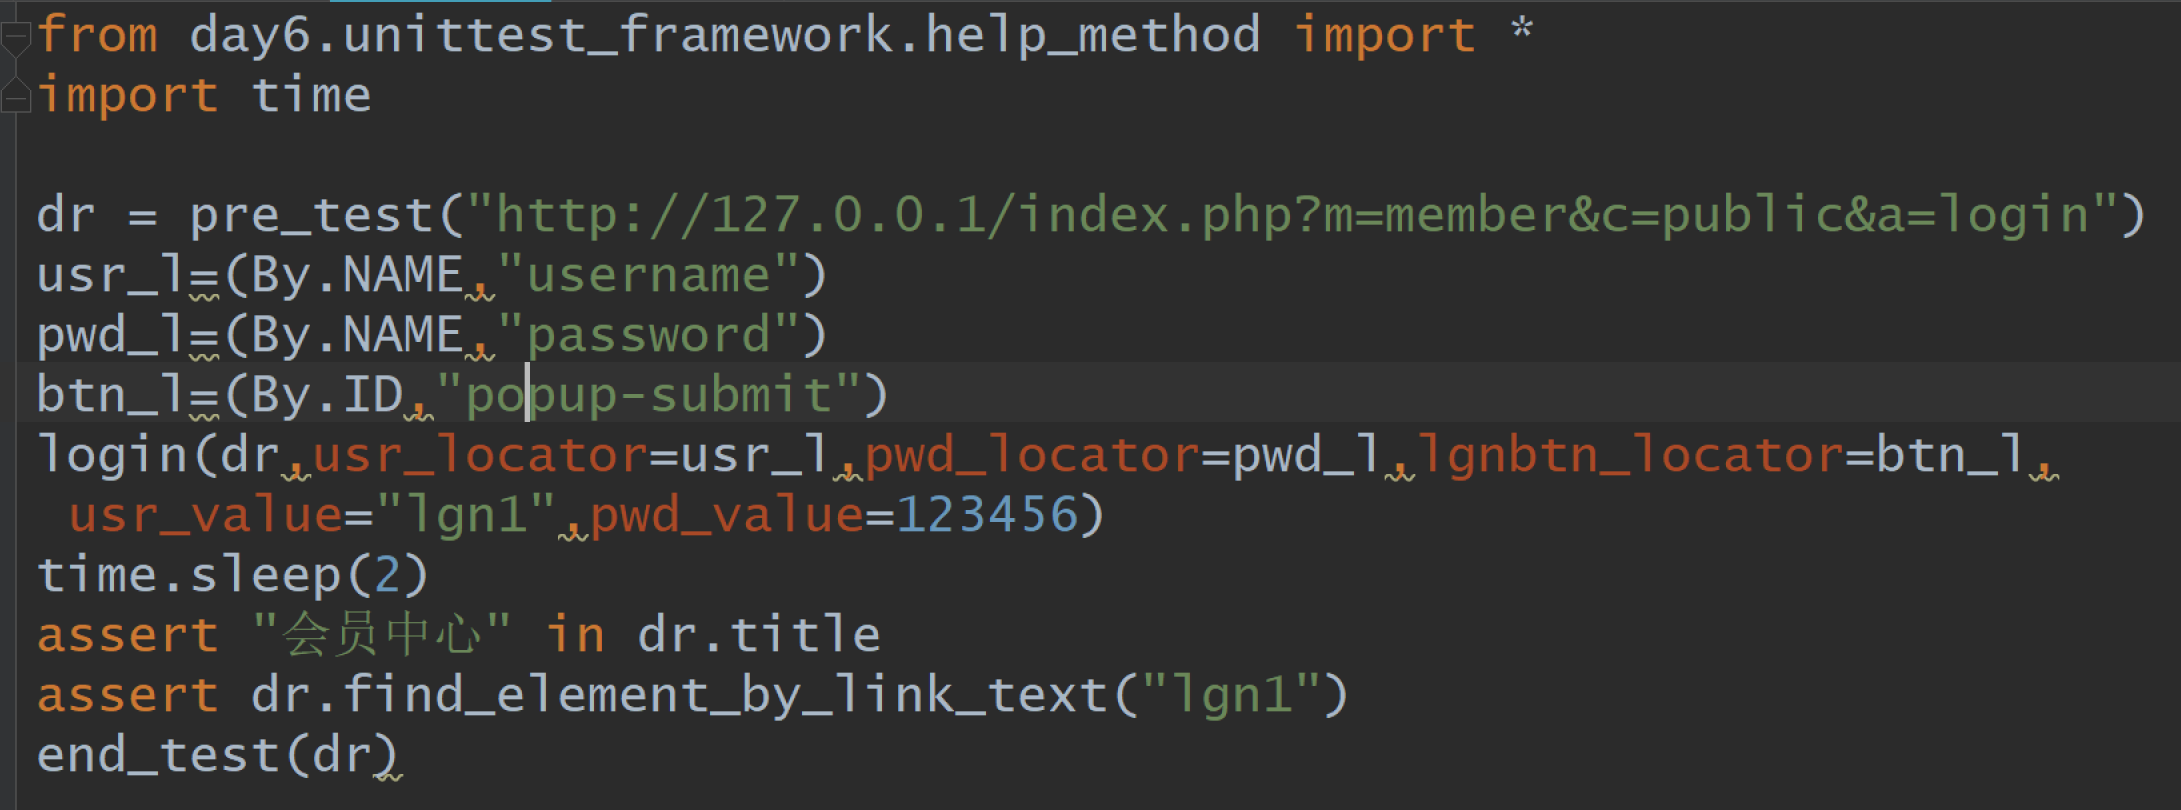 from day6.unittest_framework.help_method import *
import time
dr = pre_test("http://127.0.0.1/index.php?m=member&c=public&a=login")
usr_l=(By.NAME,"username")
pwd_l=(By.NAME,"password")
btn_l=(By.ID,"popup-submit")
login(dr,usr_locator=usr_l,pwd_locator=pwd_l,lgnbtn_locator=btn_l,
usr_value="lgn1",pwd_value=123456)
time.sleep(2)
assert "会员中心" in dr.title
assert dr.find_element_by_link_text("lgn1")
end_test(dr)